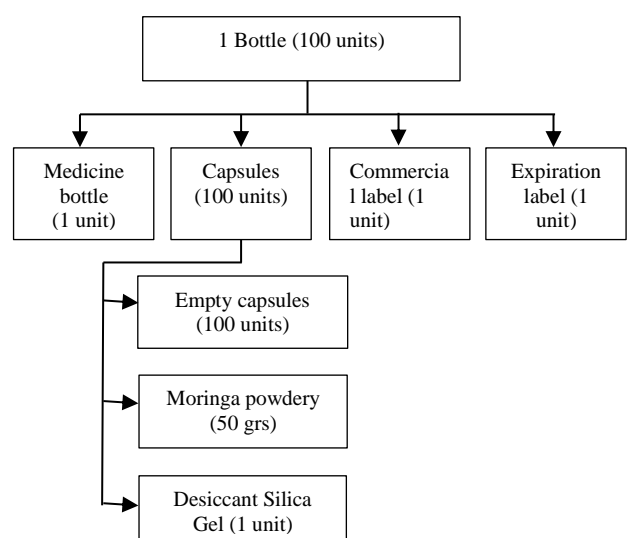 1 Bottle (100 units)
Medicine
bottle
(1 unit)
Capsules
(100 units)
Commercia
l label (1
unit)
Expiration
label (1
unit)
Empty capsules
(100 units)
Moringa powdery
(50 grs)
Desiccant Silica
Gel (1 unit)